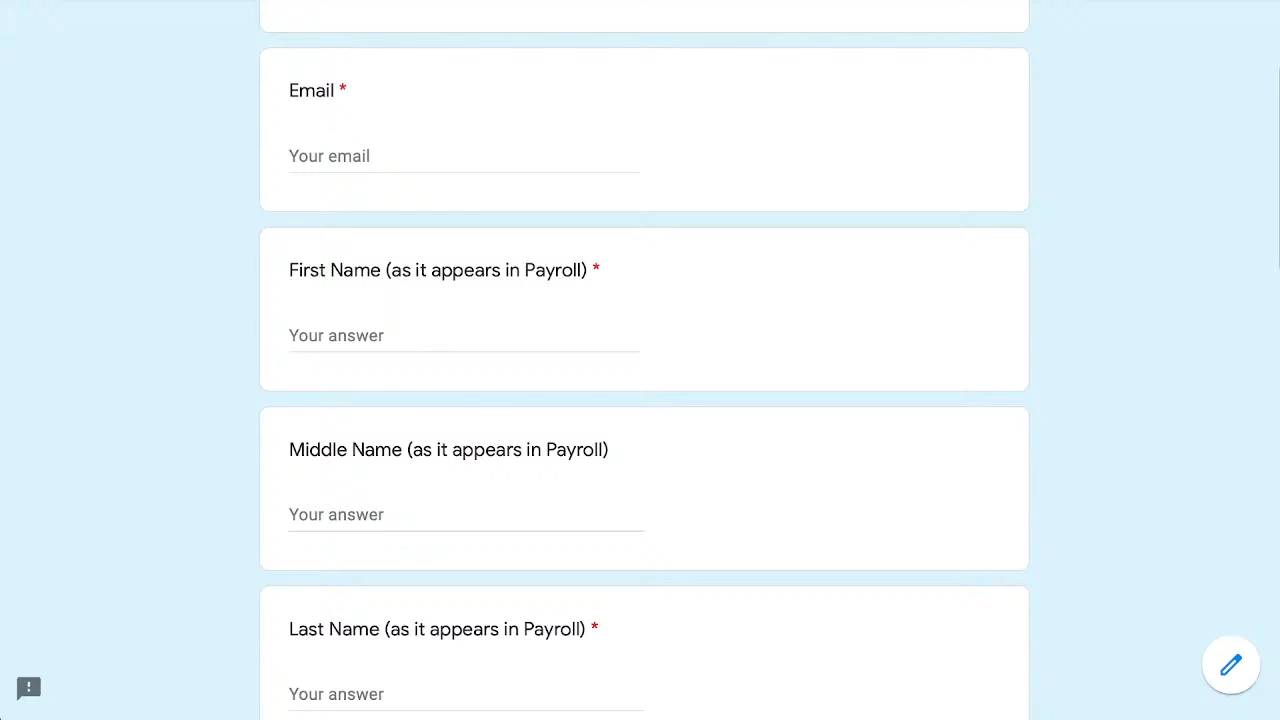 Email *
Your email
First Name (as it appears in Payroll) *
Your answer
Middle Name (as it appears in Payroll)
Your answer
Last Name (as it appears in Payroll) *
Your answer